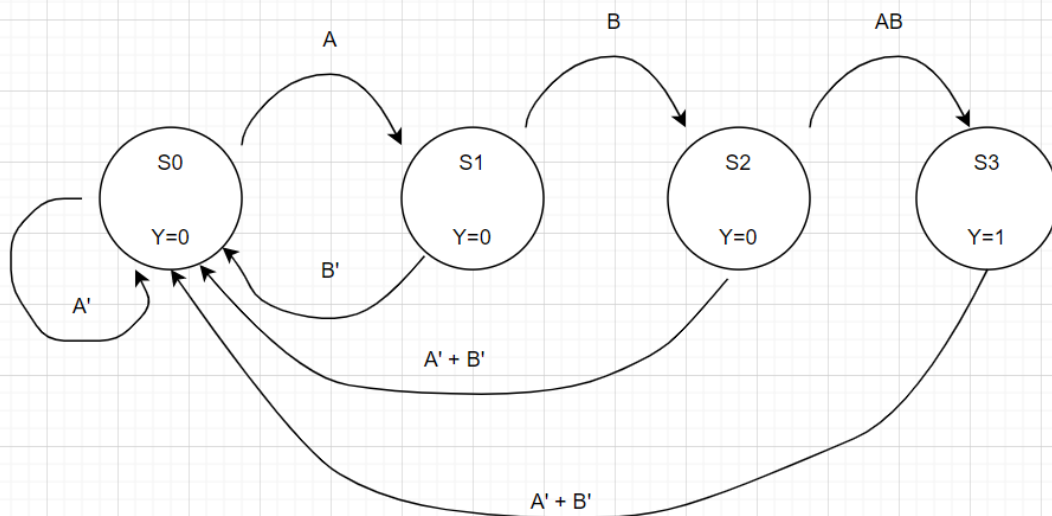 A
B
AB
S0
Y=0
S1
Y=0
S2
Y=0
S3
Y=1
A'
B'
A' + B'
A' + B'